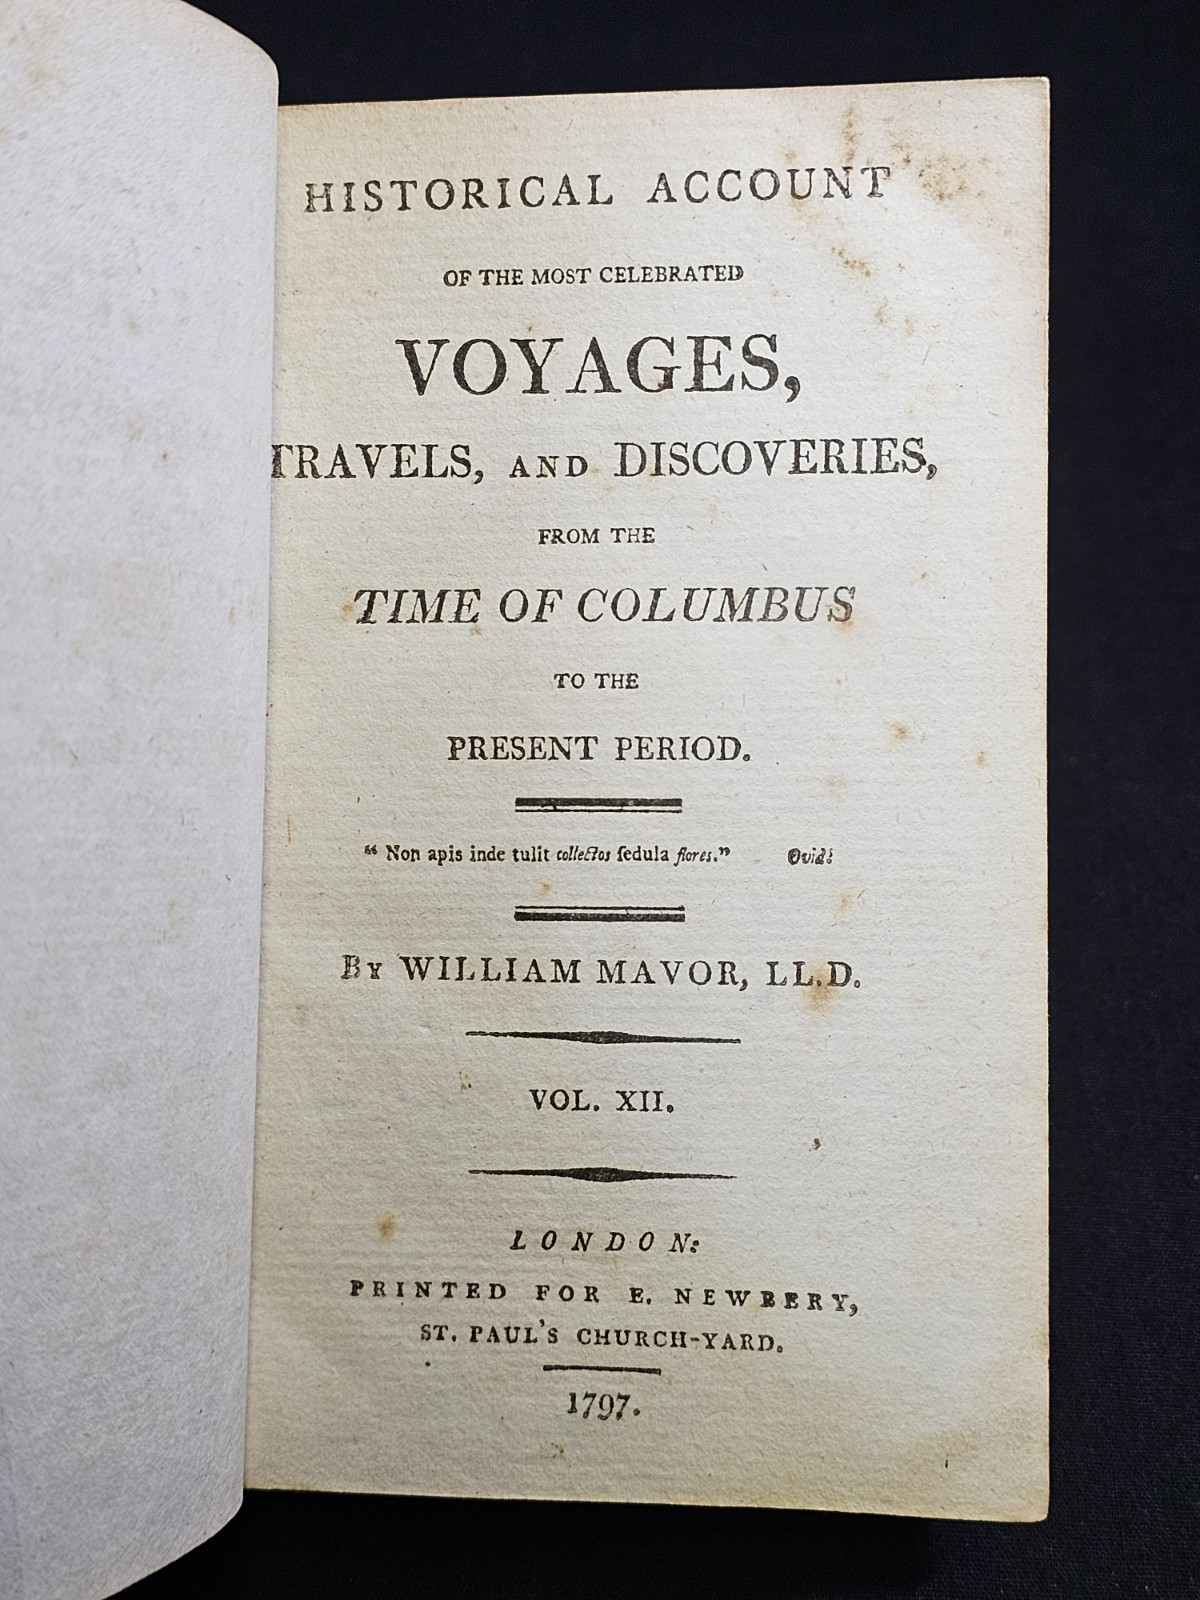 HISTORICAL ACCOUNT
OF THE MOST CELEBRATED
VOYAGES,
TRAVELS, AND DISCOVERIES,
FROM THE
TIME OF COLUMBUS
TO THE
PRESENT PERIOD.
“ Non apis inde tulit collectos ſedula flores.” Ovid.
By WILLIAM MAVOR, LL.D.
VOL. XII.
LONDON:
PRINTED FOR E. NEWBERY,
ST. PAUL'S CHURCH-YARD.
1797.